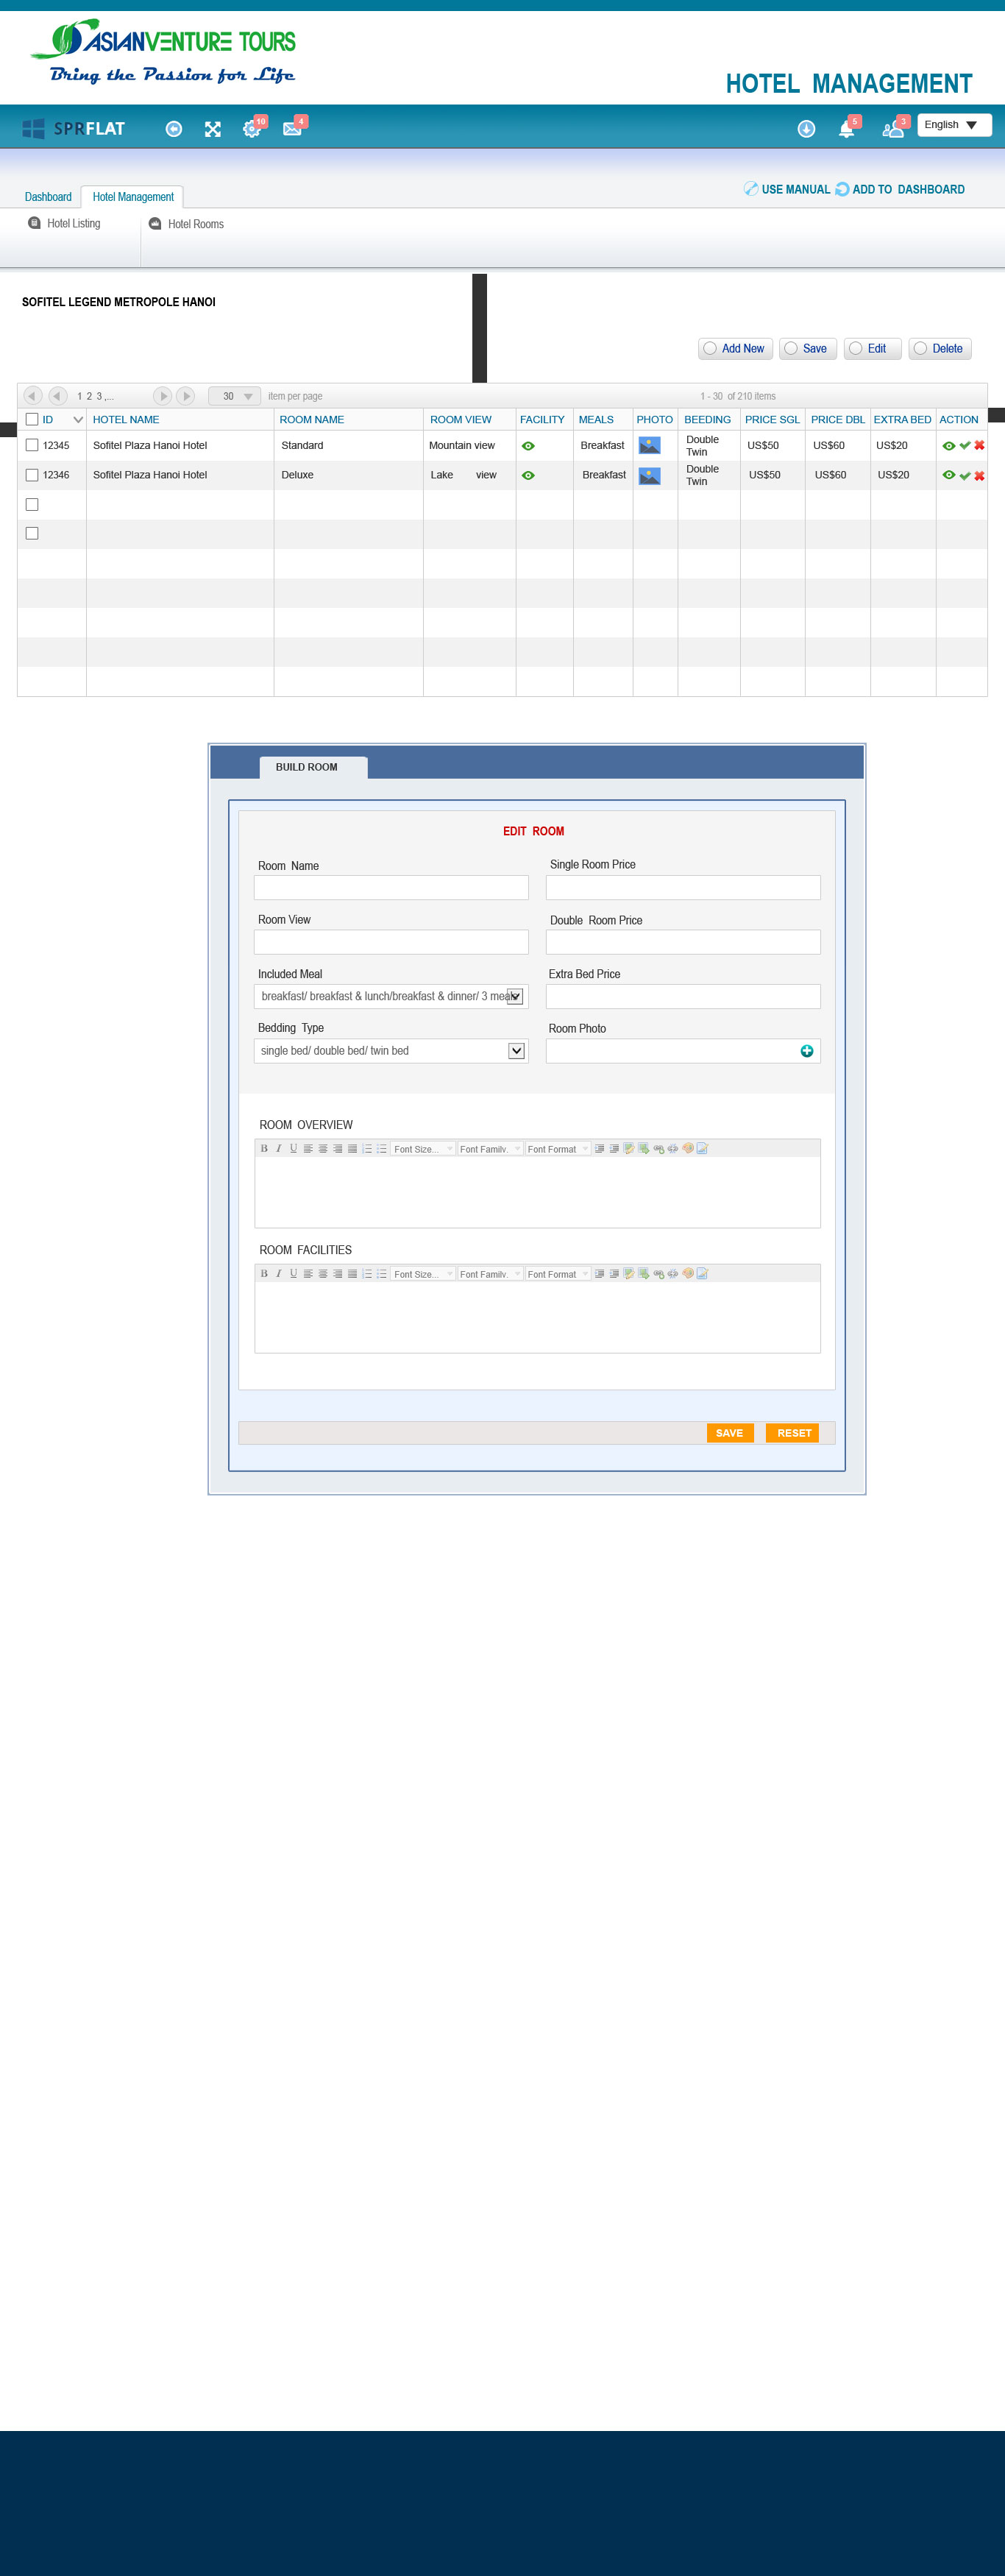 ASIANVENTURE TOURS
Bring the Passion for Life
HOTEL MANAGEMENT
SPRFLAT 10 4 5 3 English
USE MANUAL ADD TO DASHBOARD
Dashboard Hotel Management
Hotel Listing Hotel Rooms
SOFITEL LEGEND METROPOLE HANOI
Add New Save Edit Delete
1 2 3 ,... 30 item per page 1 - 30 of 210 items
ID HOTEL NAME ROOM NAME ROOM VIEW FACILITY MEALS PHOTO BEEDING PRICE SGL PRICE DBL EXTRA BED ACTION
12345 Sofitel Plaza Hanoi Hotel Standard Mountain view Breakfast Double Twin US$50 US$60 US$20
12346 Sofitel Plaza Hanoi Hotel Deluxe Lake view Breakfast Double Twin US$50 US$60 US$20
BUILD ROOM
EDIT ROOM
Room Name Single Room Price
Room View Double Room Price
Included Meal Extra Bed Price
breakfast/ breakfast & lunch/breakfast & dinner/ 3 meals
Bedding Type Room Photo
single bed/ double bed/ twin bed
ROOM OVERVIEW
B I U Font Size... Font Family. Font Format
ROOM FACILITIES
B I U Font Size... Font Family. Font Format
SAVE RESET